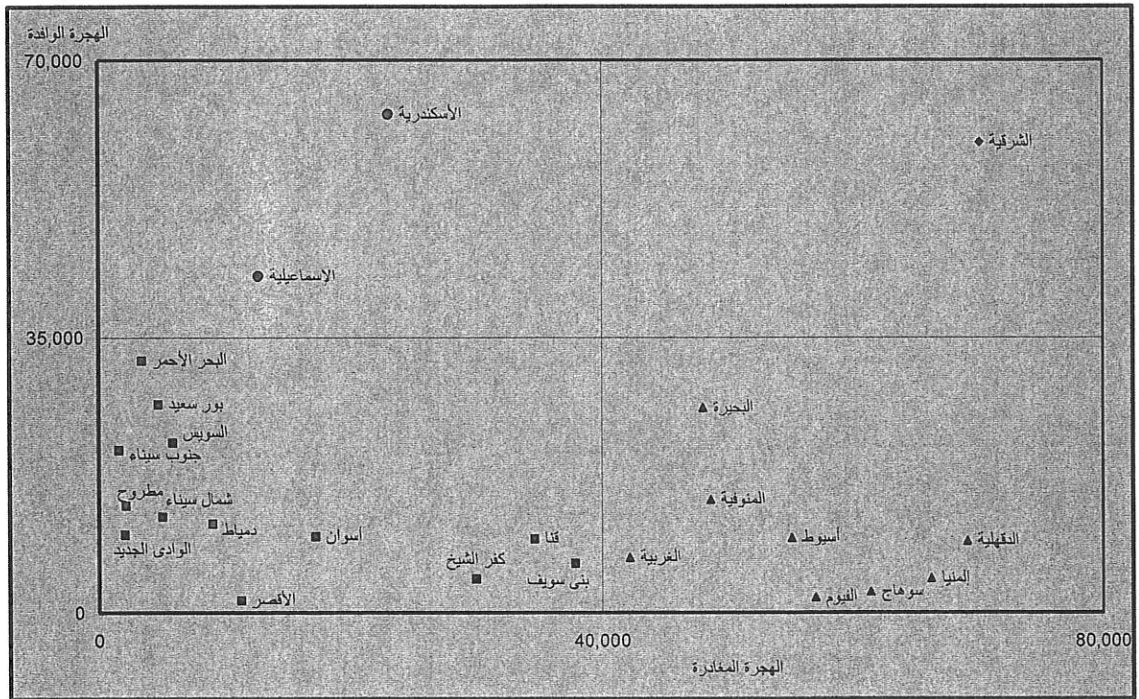 الهجرة الوافدة
70,000
الأسكندرية
الشرقية
الإسماعيلية
35,000
البحر الأحمر
بور سعيد
البحيرة
السويس
جنوب سيناء
مطروح
شمال سيناء
المنوفية
دمياط
أسوان
قنا
أسيوط
الدقهلية
الوادى الجديد
كفر الشيخ
بنى سويف
الغربية
المنيا
سوهاج
الفيوم
الأقصر
0
0
40,000
80,000
الهجرة المغادرة